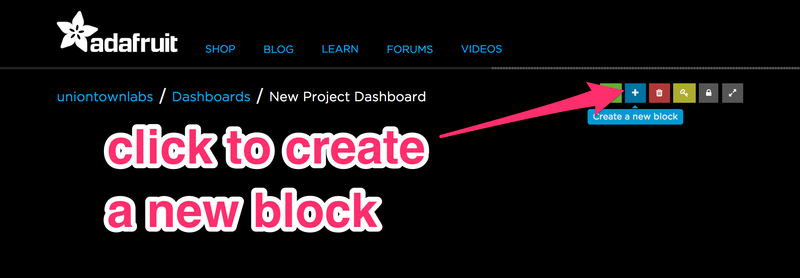 adafruit
SHOP BLOG LEARN FORUMS VIDEOS
uniontownlabs / Dashboards / New Project Dashboard
Create a new block
click to create
a new block